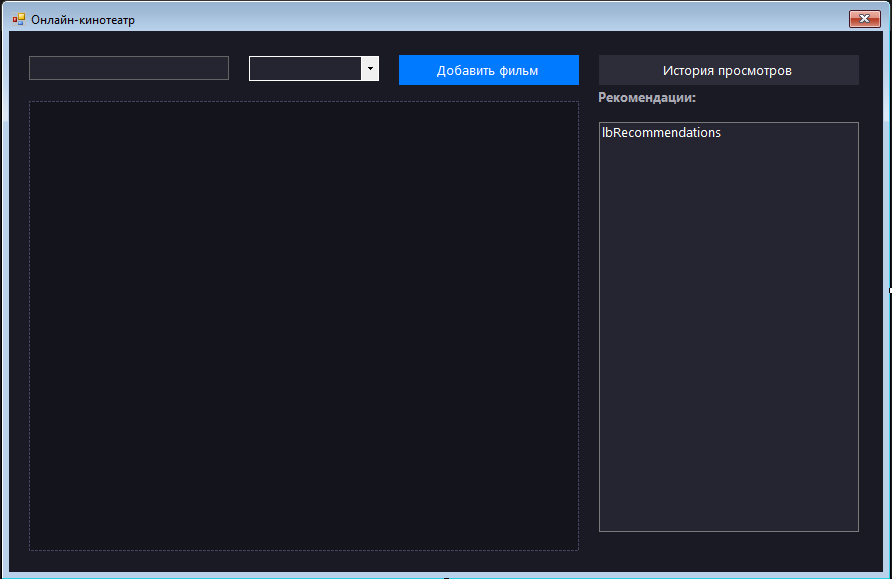 Онлайн-кинотеатр
Добавить фильм
История просмотров
Рекомендации:
lbRecommendations